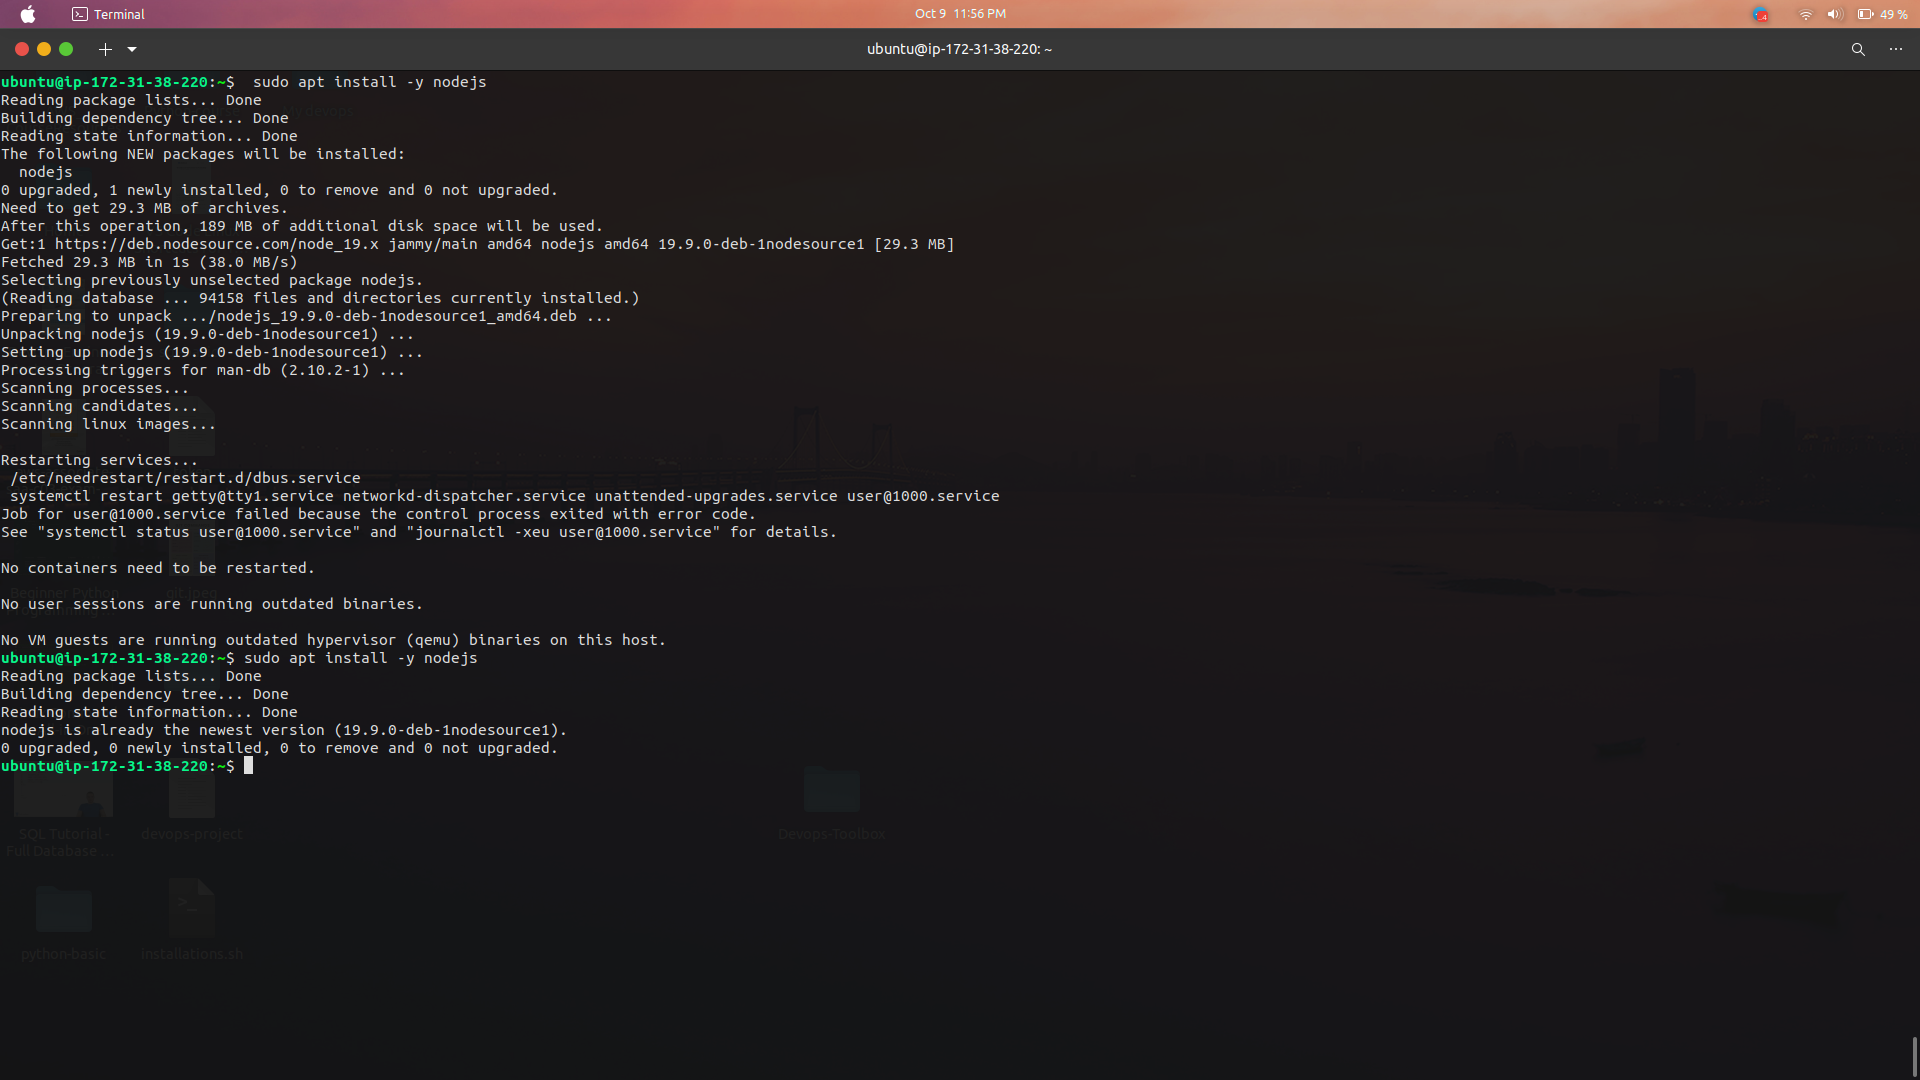 Terminal
Oct 9 11:56 PM
49 %
ubuntu@ip-172-31-38-220: ~
ubuntu@ip-172-31-38-220:~$  sudo apt install -y nodejs
Reading package lists... Done
Building dependency tree... Done
Reading state information... Done
The following NEW packages will be installed:
  nodejs
0 upgraded, 1 newly installed, 0 to remove and 0 not upgraded.
Need to get 29.3 MB of archives.
After this operation, 189 MB of additional disk space will be used.
Get:1 https://deb.nodesource.com/node_19.x jammy/main amd64 nodejs amd64 19.9.0-deb-1nodesource1 [29.3 MB]
Fetched 29.3 MB in 1s (38.0 MB/s)
Selecting previously unselected package nodejs.
(Reading database ... 94158 files and directories currently installed.)
Preparing to unpack .../nodejs_19.9.0-deb-1nodesource1_amd64.deb ...
Unpacking nodejs (19.9.0-deb-1nodesource1) ...
Setting up nodejs (19.9.0-deb-1nodesource1) ...
Processing triggers for man-db (2.10.2-1) ...
Scanning processes...
Scanning candidates...
Scanning linux images...
Restarting services...
 /etc/needrestart/restart.d/dbus.service
 systemctl restart getty@tty1.service networkd-dispatcher.service unattended-upgrades.service user@1000.service
Job for user@1000.service failed because the control process exited with error code.
See "systemctl status user@1000.service" and "journalctl -xeu user@1000.service" for details.
No containers need to be restarted.
No user sessions are running outdated binaries.
No VM guests are running outdated hypervisor (qemu) binaries on this host.
ubuntu@ip-172-31-38-220:~$ sudo apt install -y nodejs
Reading package lists... Done
Building dependency tree... Done
Reading state information... Done
nodejs is already the newest version (19.9.0-deb-1nodesource1).
0 upgraded, 0 newly installed, 0 to remove and 0 not upgraded.
ubuntu@ip-172-31-38-220:~$
SQL Tutorial - Full Database ...
devops-project
Devops-Toolbox
python-basic
installations.sh